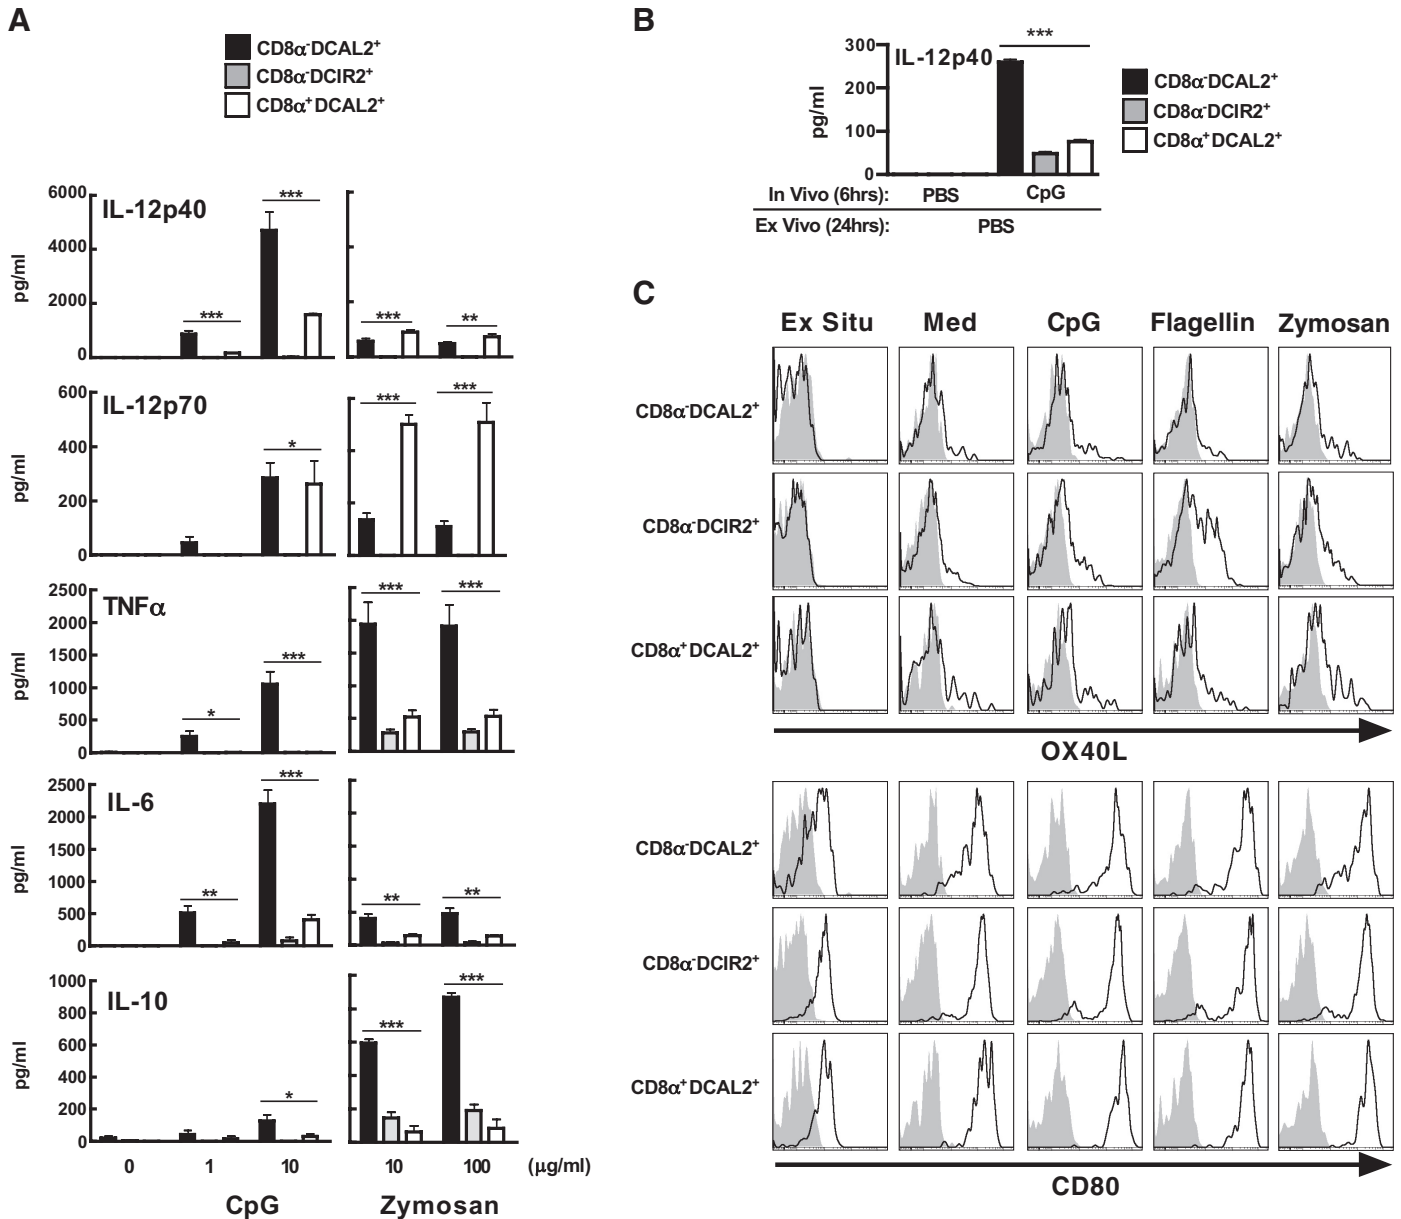 A
CD8α⁻DCAL2⁺
CD8α⁻DCIR2⁺
CD8α⁺DCAL2⁺
6000
4000
2000
0
pg/ml
IL-12p40
***
***
***
**
600
400
200
0
pg/ml
IL-12p70
*
***
***
2500
2000
1500
1000
500
0
pg/ml
TNFα
*
***
***
***
2500
2000
1500
1000
500
0
pg/ml
IL-6
**
***
**
**
1000
800
600
400
200
0
pg/ml
IL-10
*
***
***
0 1 10 10 100 (μg/ml)
CpG Zymosan
B
300
200
100
0
pg/ml
IL-12p40
***
CD8α⁻DCAL2⁺
CD8α⁻DCIR2⁺
CD8α⁺DCAL2⁺
In Vivo (6hrs): PBS CpG
Ex Vivo (24hrs): PBS
C
Ex Situ Med CpG Flagellin Zymosan
CD8α⁻DCAL2⁺
CD8α⁻DCIR2⁺
CD8α⁺DCAL2⁺
OX40L
CD8α⁻DCAL2⁺
CD8α⁻DCIR2⁺
CD8α⁺DCAL2⁺
CD80